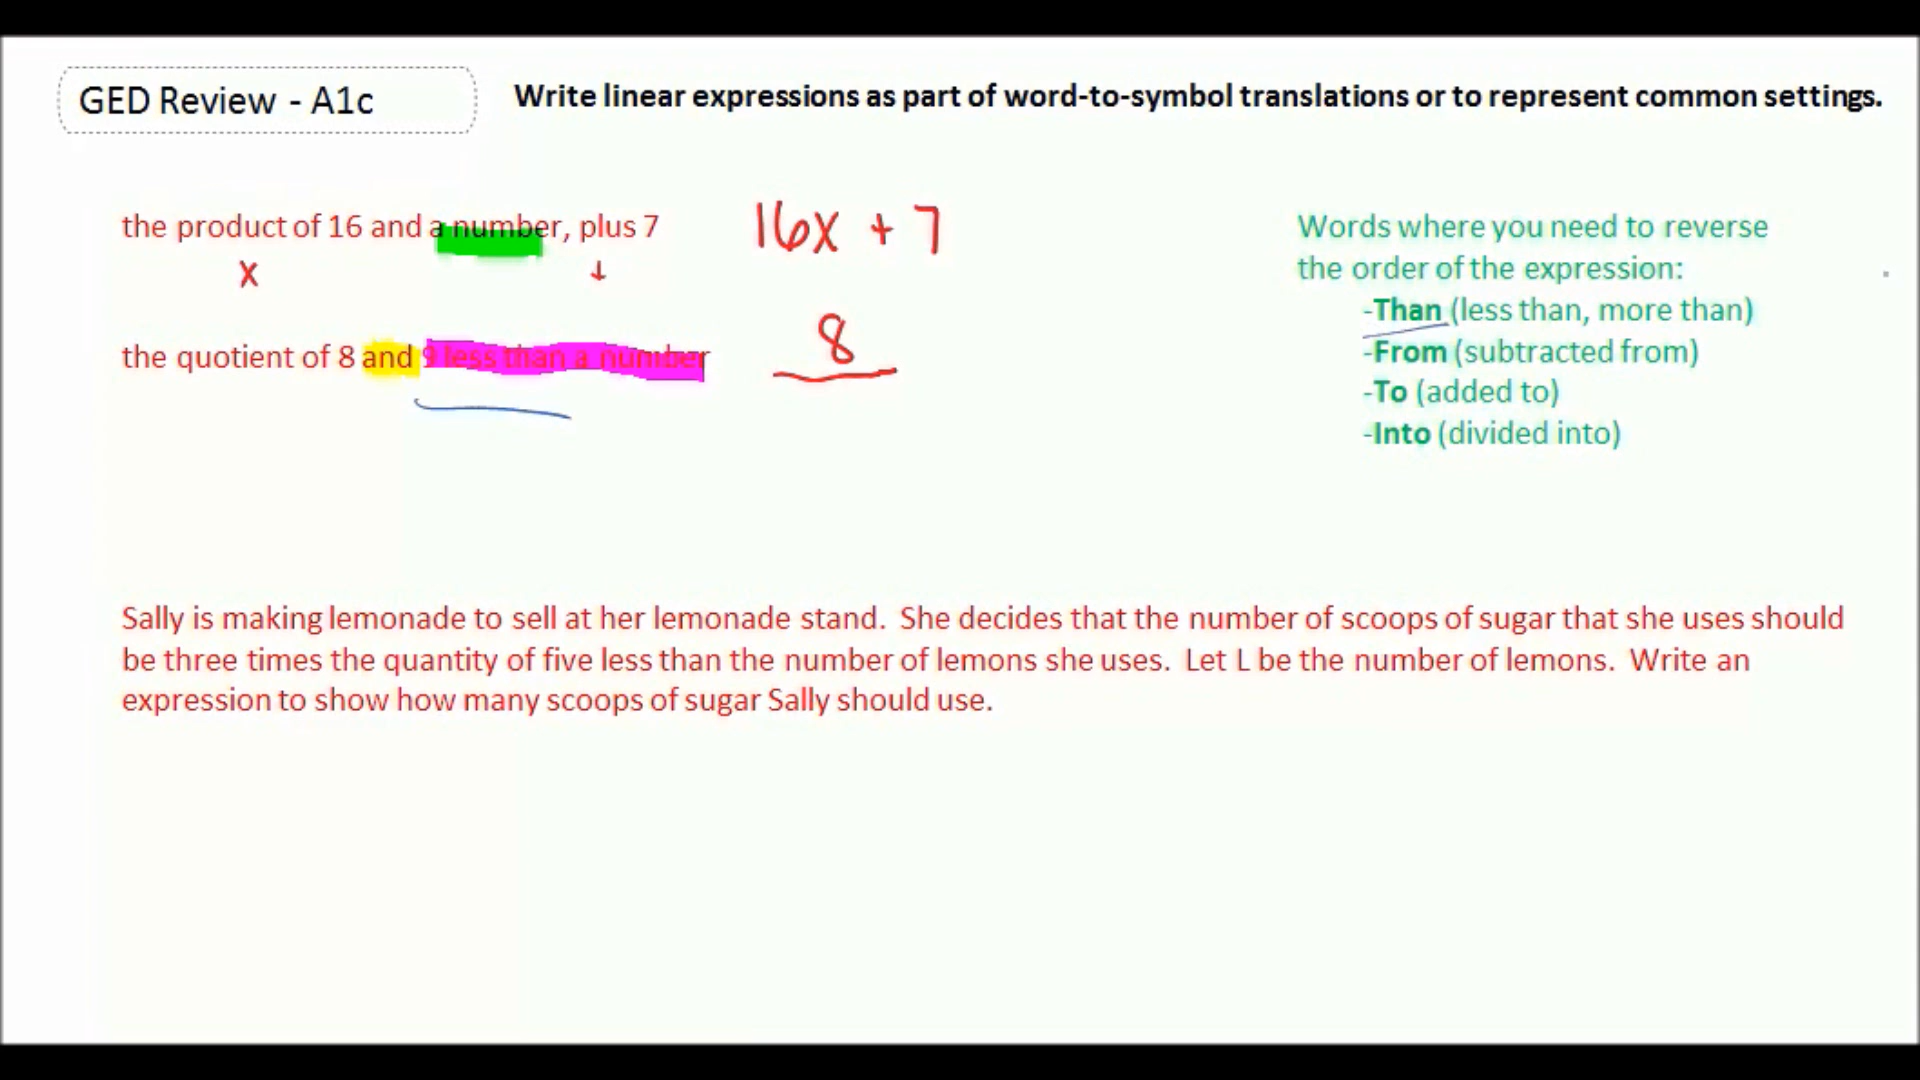 GED Review - A1c
Write linear expressions as part of word-to-symbol translations or to represent common settings.
the product of 16 and a number, plus 7
16x + 7
x
+
the quotient of 8 and 9 less than a number
8
Words where you need to reverse
the order of the expression:
-Than (less than, more than)
-From (subtracted from)
-To (added to)
-Into (divided into)
Sally is making lemonade to sell at her lemonade stand.  She decides that the number of scoops of sugar that she uses should
be three times the quantity of five less than the number of lemons she uses.  Let L be the number of lemons.  Write an
expression to show how many scoops of sugar Sally should use.